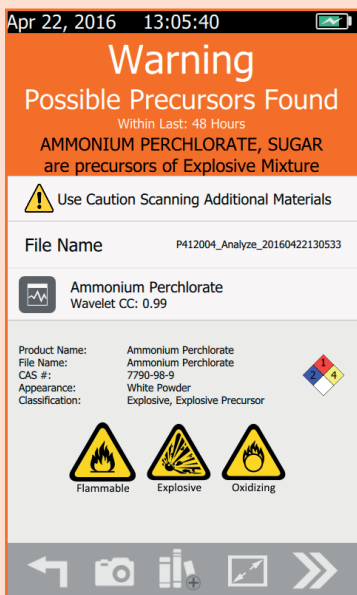 Apr 22, 2016 13:05:40
Warning
Possible Precursors Found
Within Last: 48 Hours
AMMONIUM PERCHLORATE, SUGAR
are precursors of Explosive Mixture
Use Caution Scanning Additional Materials
File Name P412004_Analyze_20160422130533
Ammonium Perchlorate
Wavelet CC: 0.99
Product Name: Ammonium Perchlorate
File Name: Ammonium Perchlorate
CAS #: 7790-98-9
Appearance: White Powder
Classification: Explosive, Explosive Precursor
1
2 4
Flammable Explosive Oxidizing